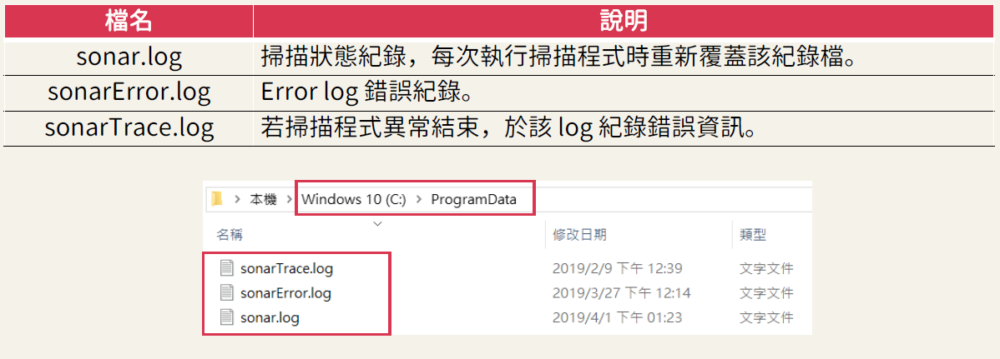 檔名 說明
sonar.log 掃描狀態紀錄，每次執行掃描程式時重新覆蓋該紀錄檔。
sonarError.log Error log 錯誤紀錄。
sonarTrace.log 若掃描程式異常結束，於該 log 紀錄錯誤資訊。
本機 Windows 10 (C:) ProgramData
名稱 修改日期 類型
sonarTrace.log 2019/2/9 下午 12:39 文字文件
sonarError.log 2019/3/27 下午 12:14 文字文件
sonar.log 2019/4/1 下午 01:23 文字文件